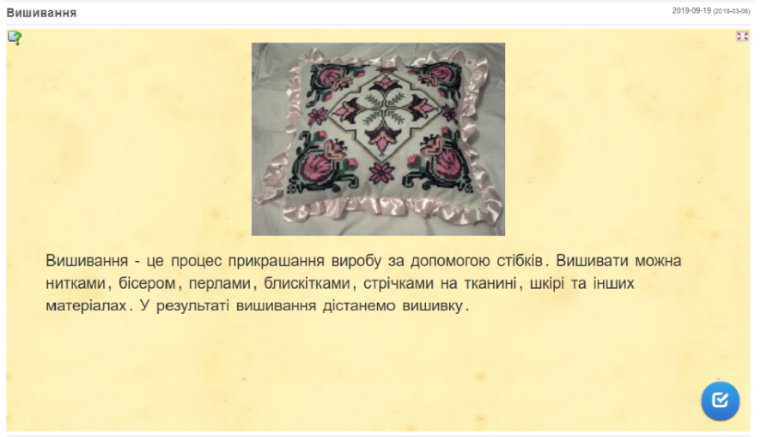 Вишивання
2019-09-19 (2018-03-06)
Вишивання - це процес прикрашання виробу за допомогою стібків. Вишивати можна
нитками, бісером, перлами, блискітками, стрічками на тканині, шкірі та інших
матеріалах. У результаті вишивання дістанемо вишивку.